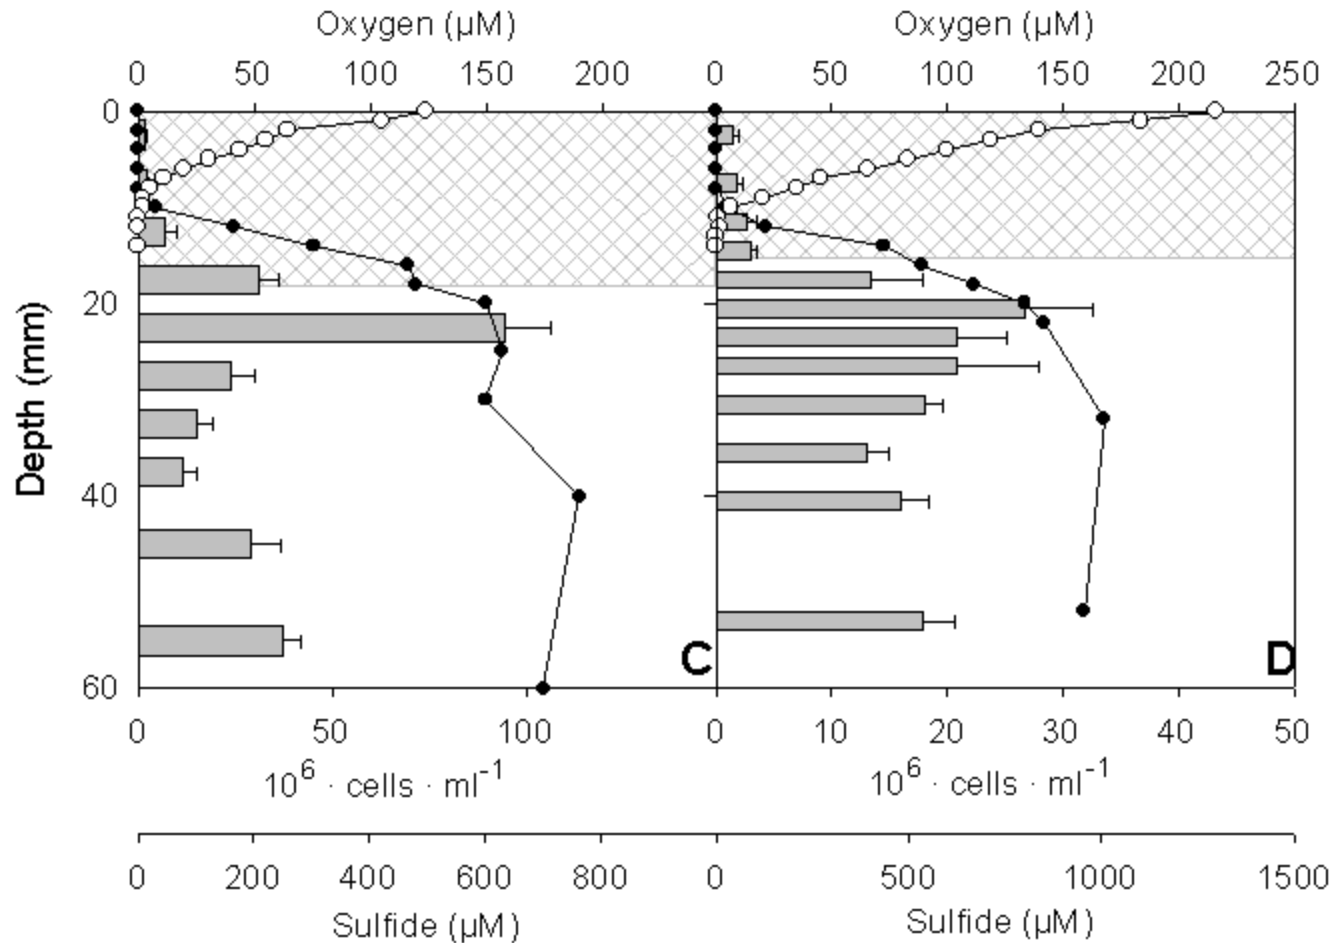 Oxygen (µM) Oxygen (µM)
0 50 100 150 200 0 50 100 150 200 250
0
20
40
60
Depth (mm)
C D
0 50 100 0 10 20 30 40 50
10⁶ · cells · ml⁻¹ 10⁶ · cells · ml⁻¹
0 200 400 600 800 0 500 1000 1500
Sulfide (µM) Sulfide (µM)